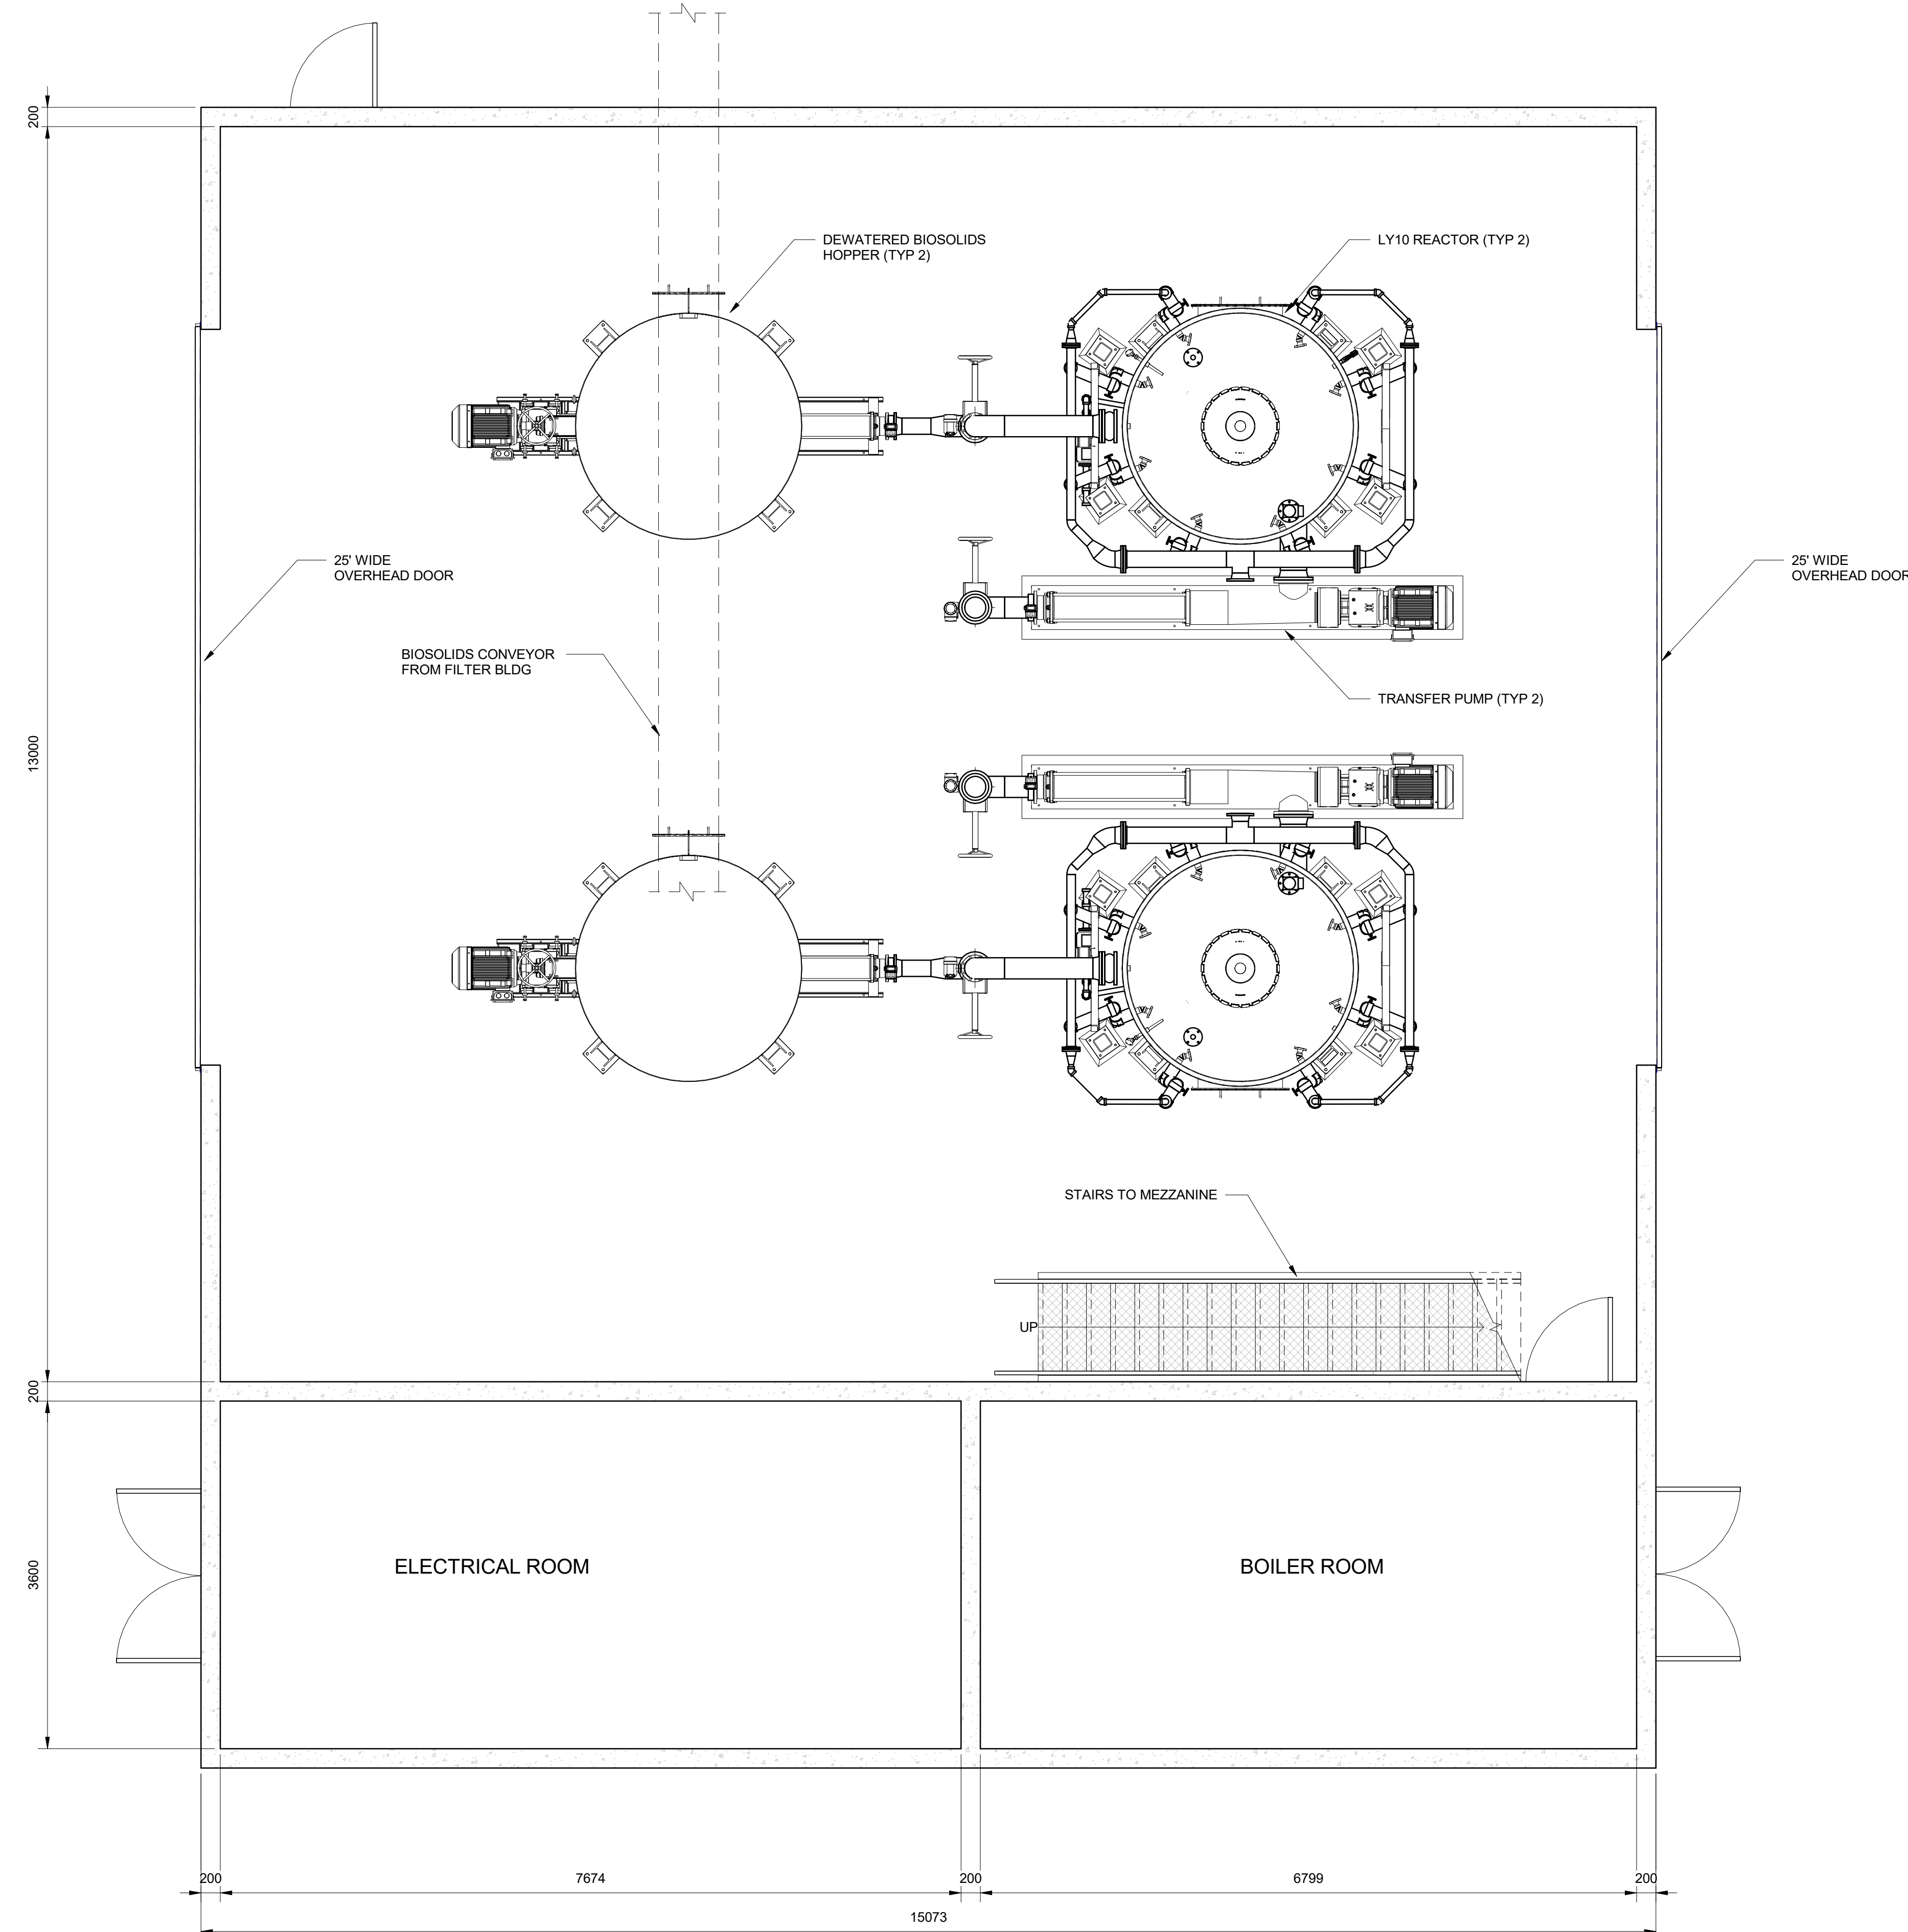 200
DEWATERED BIOSOLIDS
HOPPER (TYP 2)
LY10 REACTOR (TYP 2)
25' WIDE
OVERHEAD DOOR
25' WIDE
OVERHEAD DOOR
BIOSOLIDS CONVEYOR
FROM FILTER BLDG
TRANSFER PUMP (TYP 2)
13000
STAIRS TO MEZZANINE
UP
200
ELECTRICAL ROOM
BOILER ROOM
3600
200
7674
200
6799
200
15073